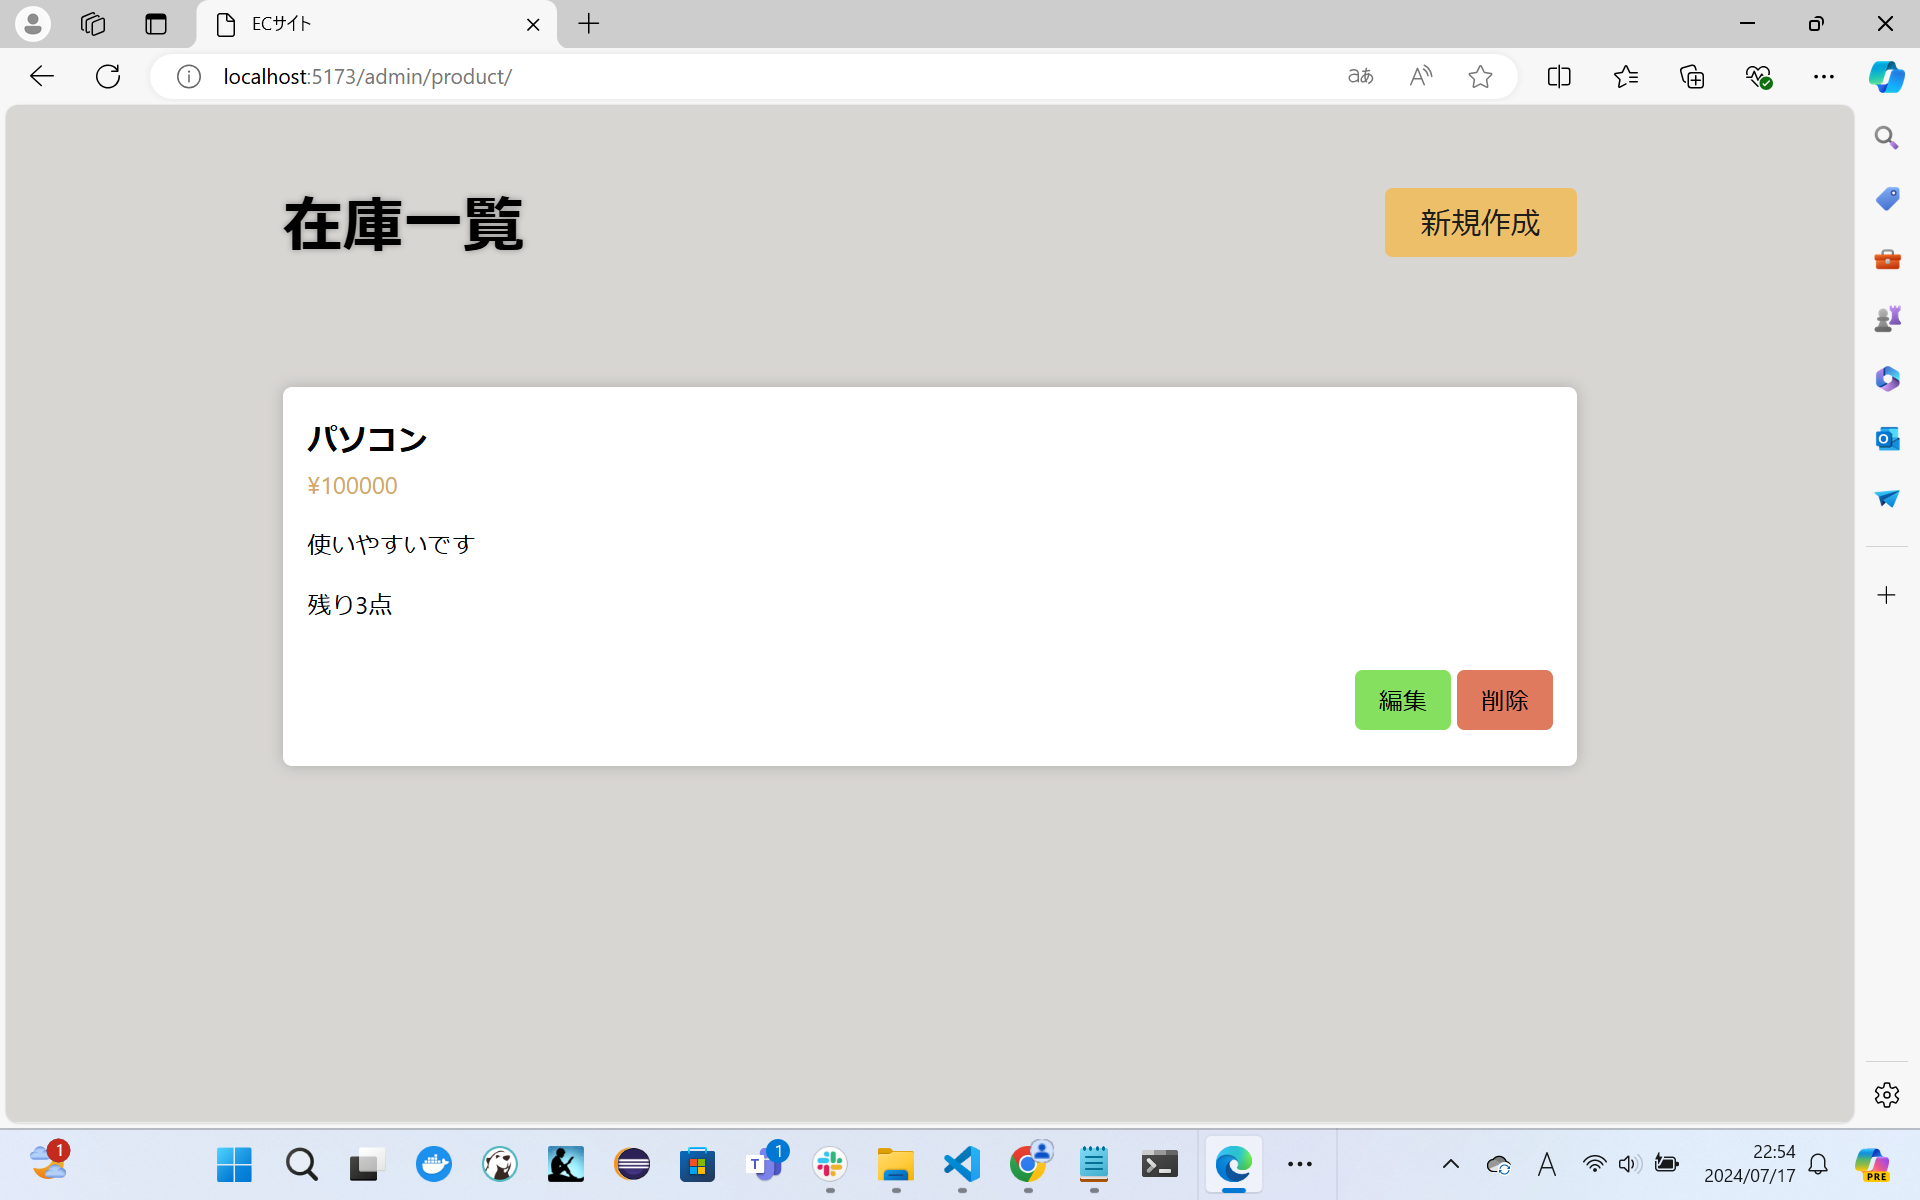 ECサイト
localhost:5173/admin/product/
在庫一覧
新規作成
パソコン
¥100000
使いやすいです
残り3点
編集
削除
1
1
22:54
2024/07/17
PRE